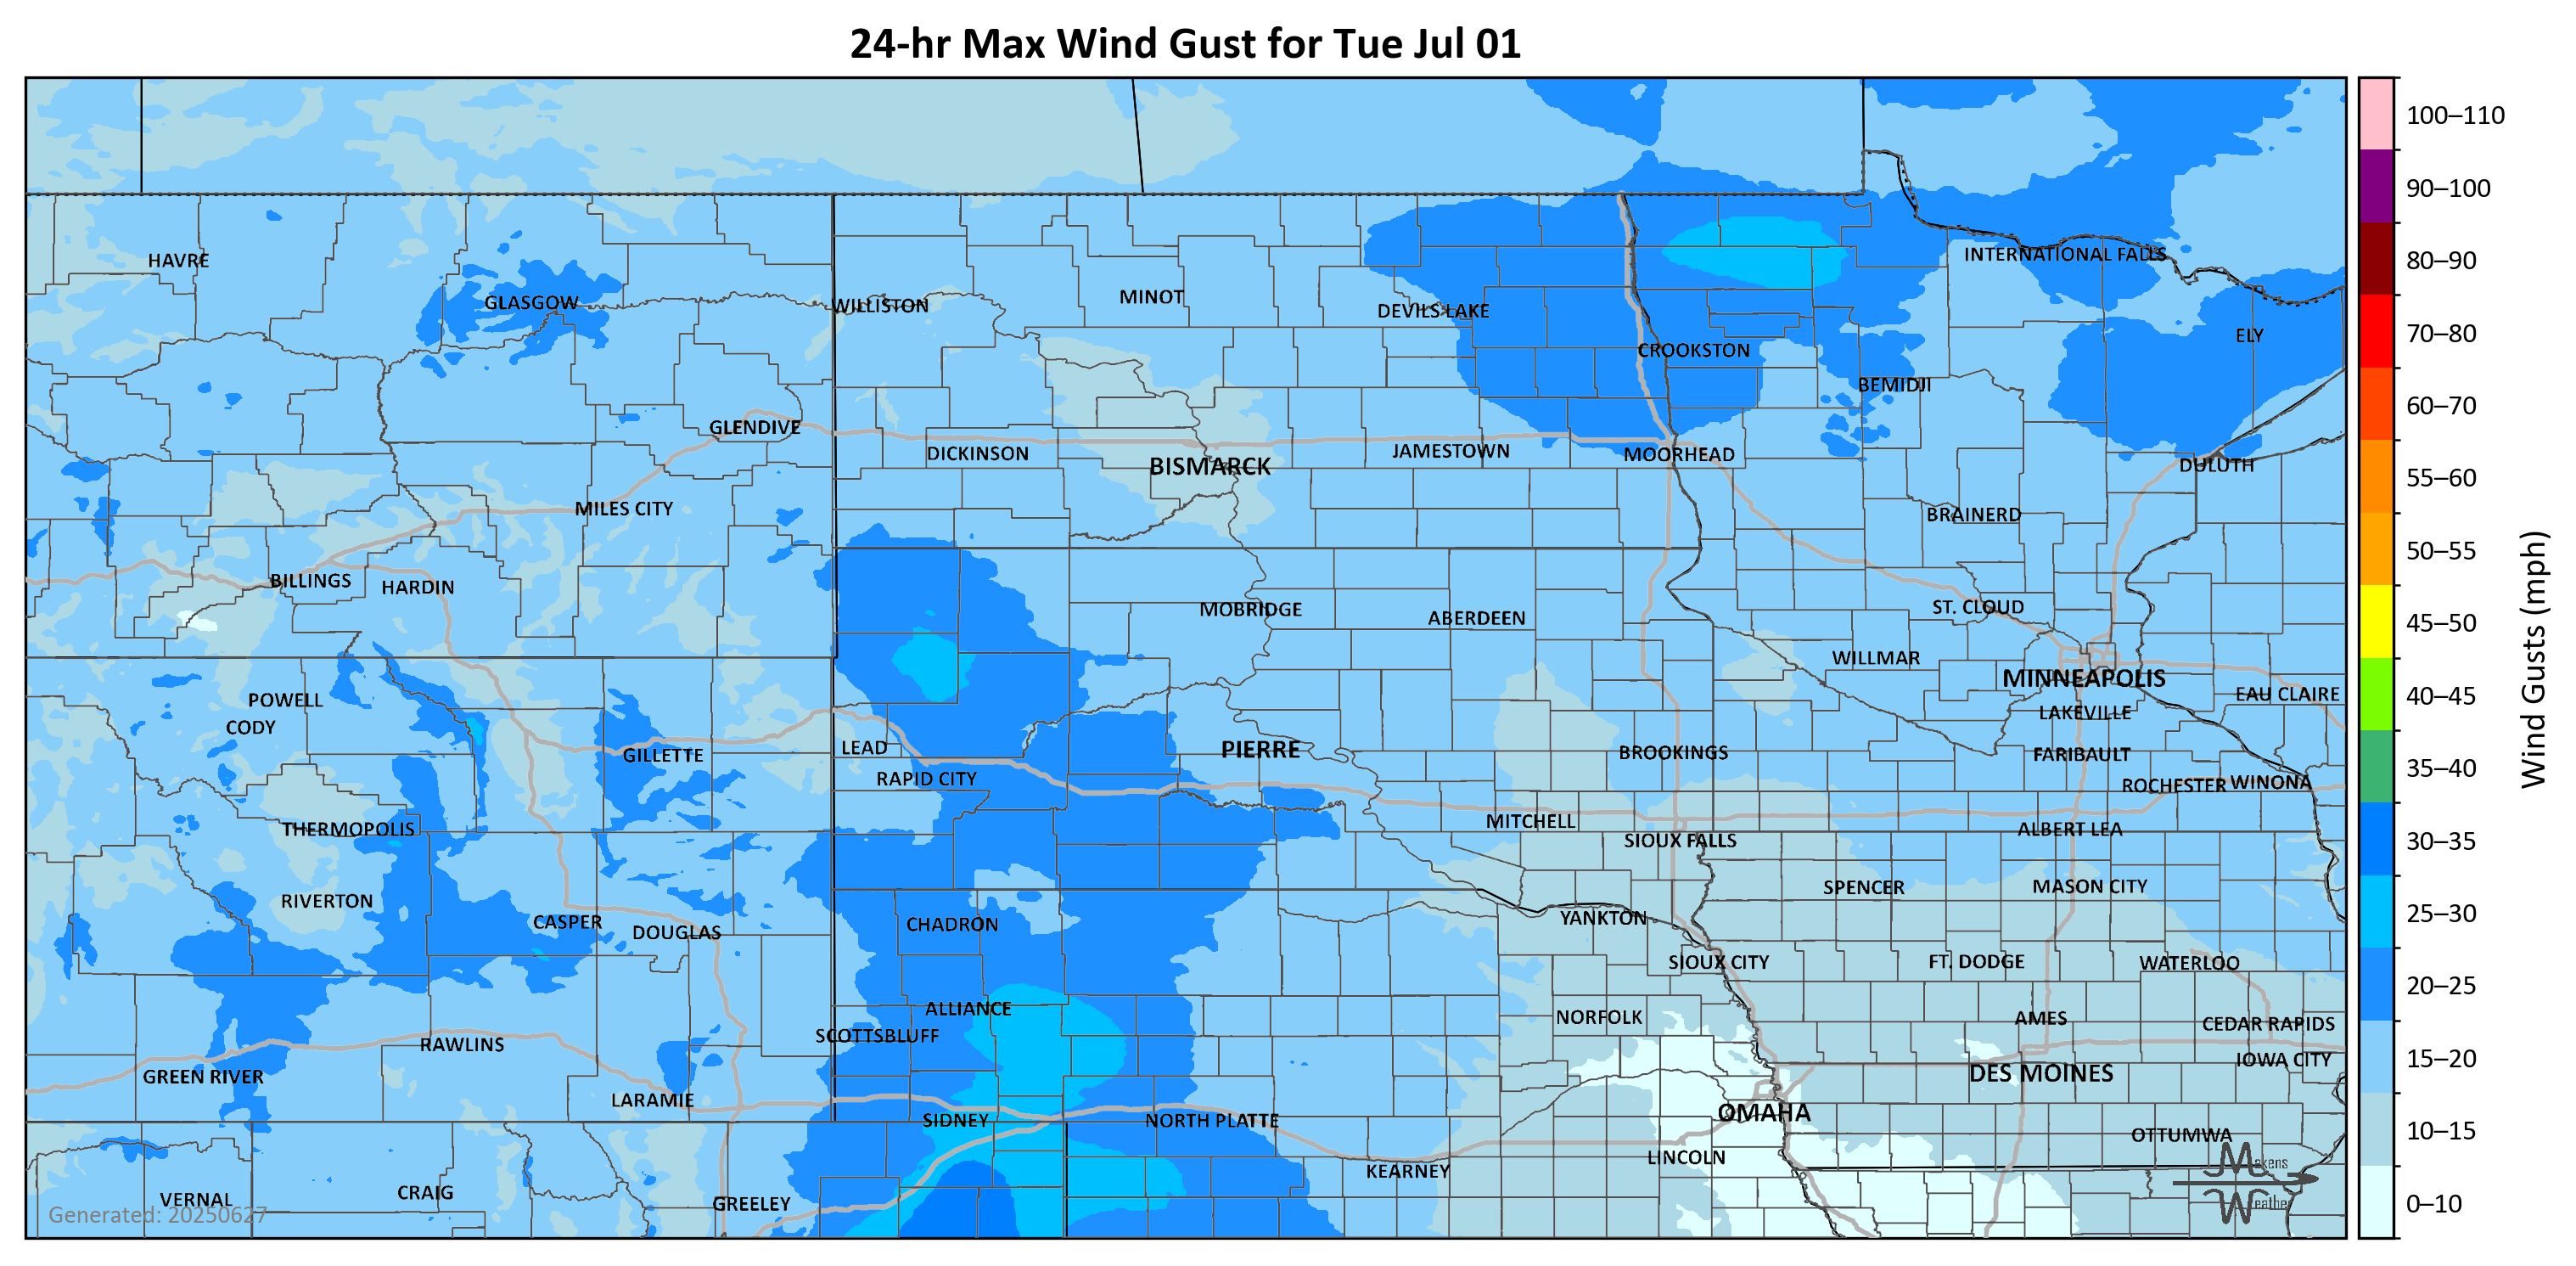 24-hr Max Wind Gust for Tue Jul 01
100–110
90–100
80–90
70–80
60–70
55–60
50–55
45–50
40–45
35–40
30–35
25–30
20–25
15–20
10–15
0–10
Wind Gusts (mph)
HAVRE
INTERNATIONAL FALLS
GLASGOW
WILLISTON
MINOT
DEVILS LAKE
ELY
CROOKSTON
BEMIDJI
GLENDIVE
DICKINSON
BISMARCK
JAMESTOWN
MOORHEAD
DULUTH
MILES CITY
BRAINERD
BILLINGS
HARDIN
MOBRIDGE
ABERDEEN
ST. CLOUD
WILLMAR
MINNEAPOLIS
POWELL
EAU CLAIRE
CODY
LAKEVILLE
GILLETTE
LEAD
PIERRE
BROOKINGS
FARIBAULT
RAPID CITY
ROCHESTER
WINONA
THERMOPOLIS
MITCHELL
SIOUX FALLS
ALBERT LEA
RIVERTON
SPENCER
MASON CITY
CASPER
DOUGLAS
CHADRON
YANKTON
SIOUX CITY
FT. DODGE
WATERLOO
ALLIANCE
NORFOLK
AMES
CEDAR RAPIDS
SCOTTSBLUFF
RAWLINS
IOWA CITY
GREEN RIVER
DES MOINES
LARAMIE
SIDNEY
NORTH PLATTE
OMAHA
OTTUMWA
LINCOLN
KEARNEY
VERNAL
CRAIG
GREELEY
Makens
Weather
Generated: 20250627